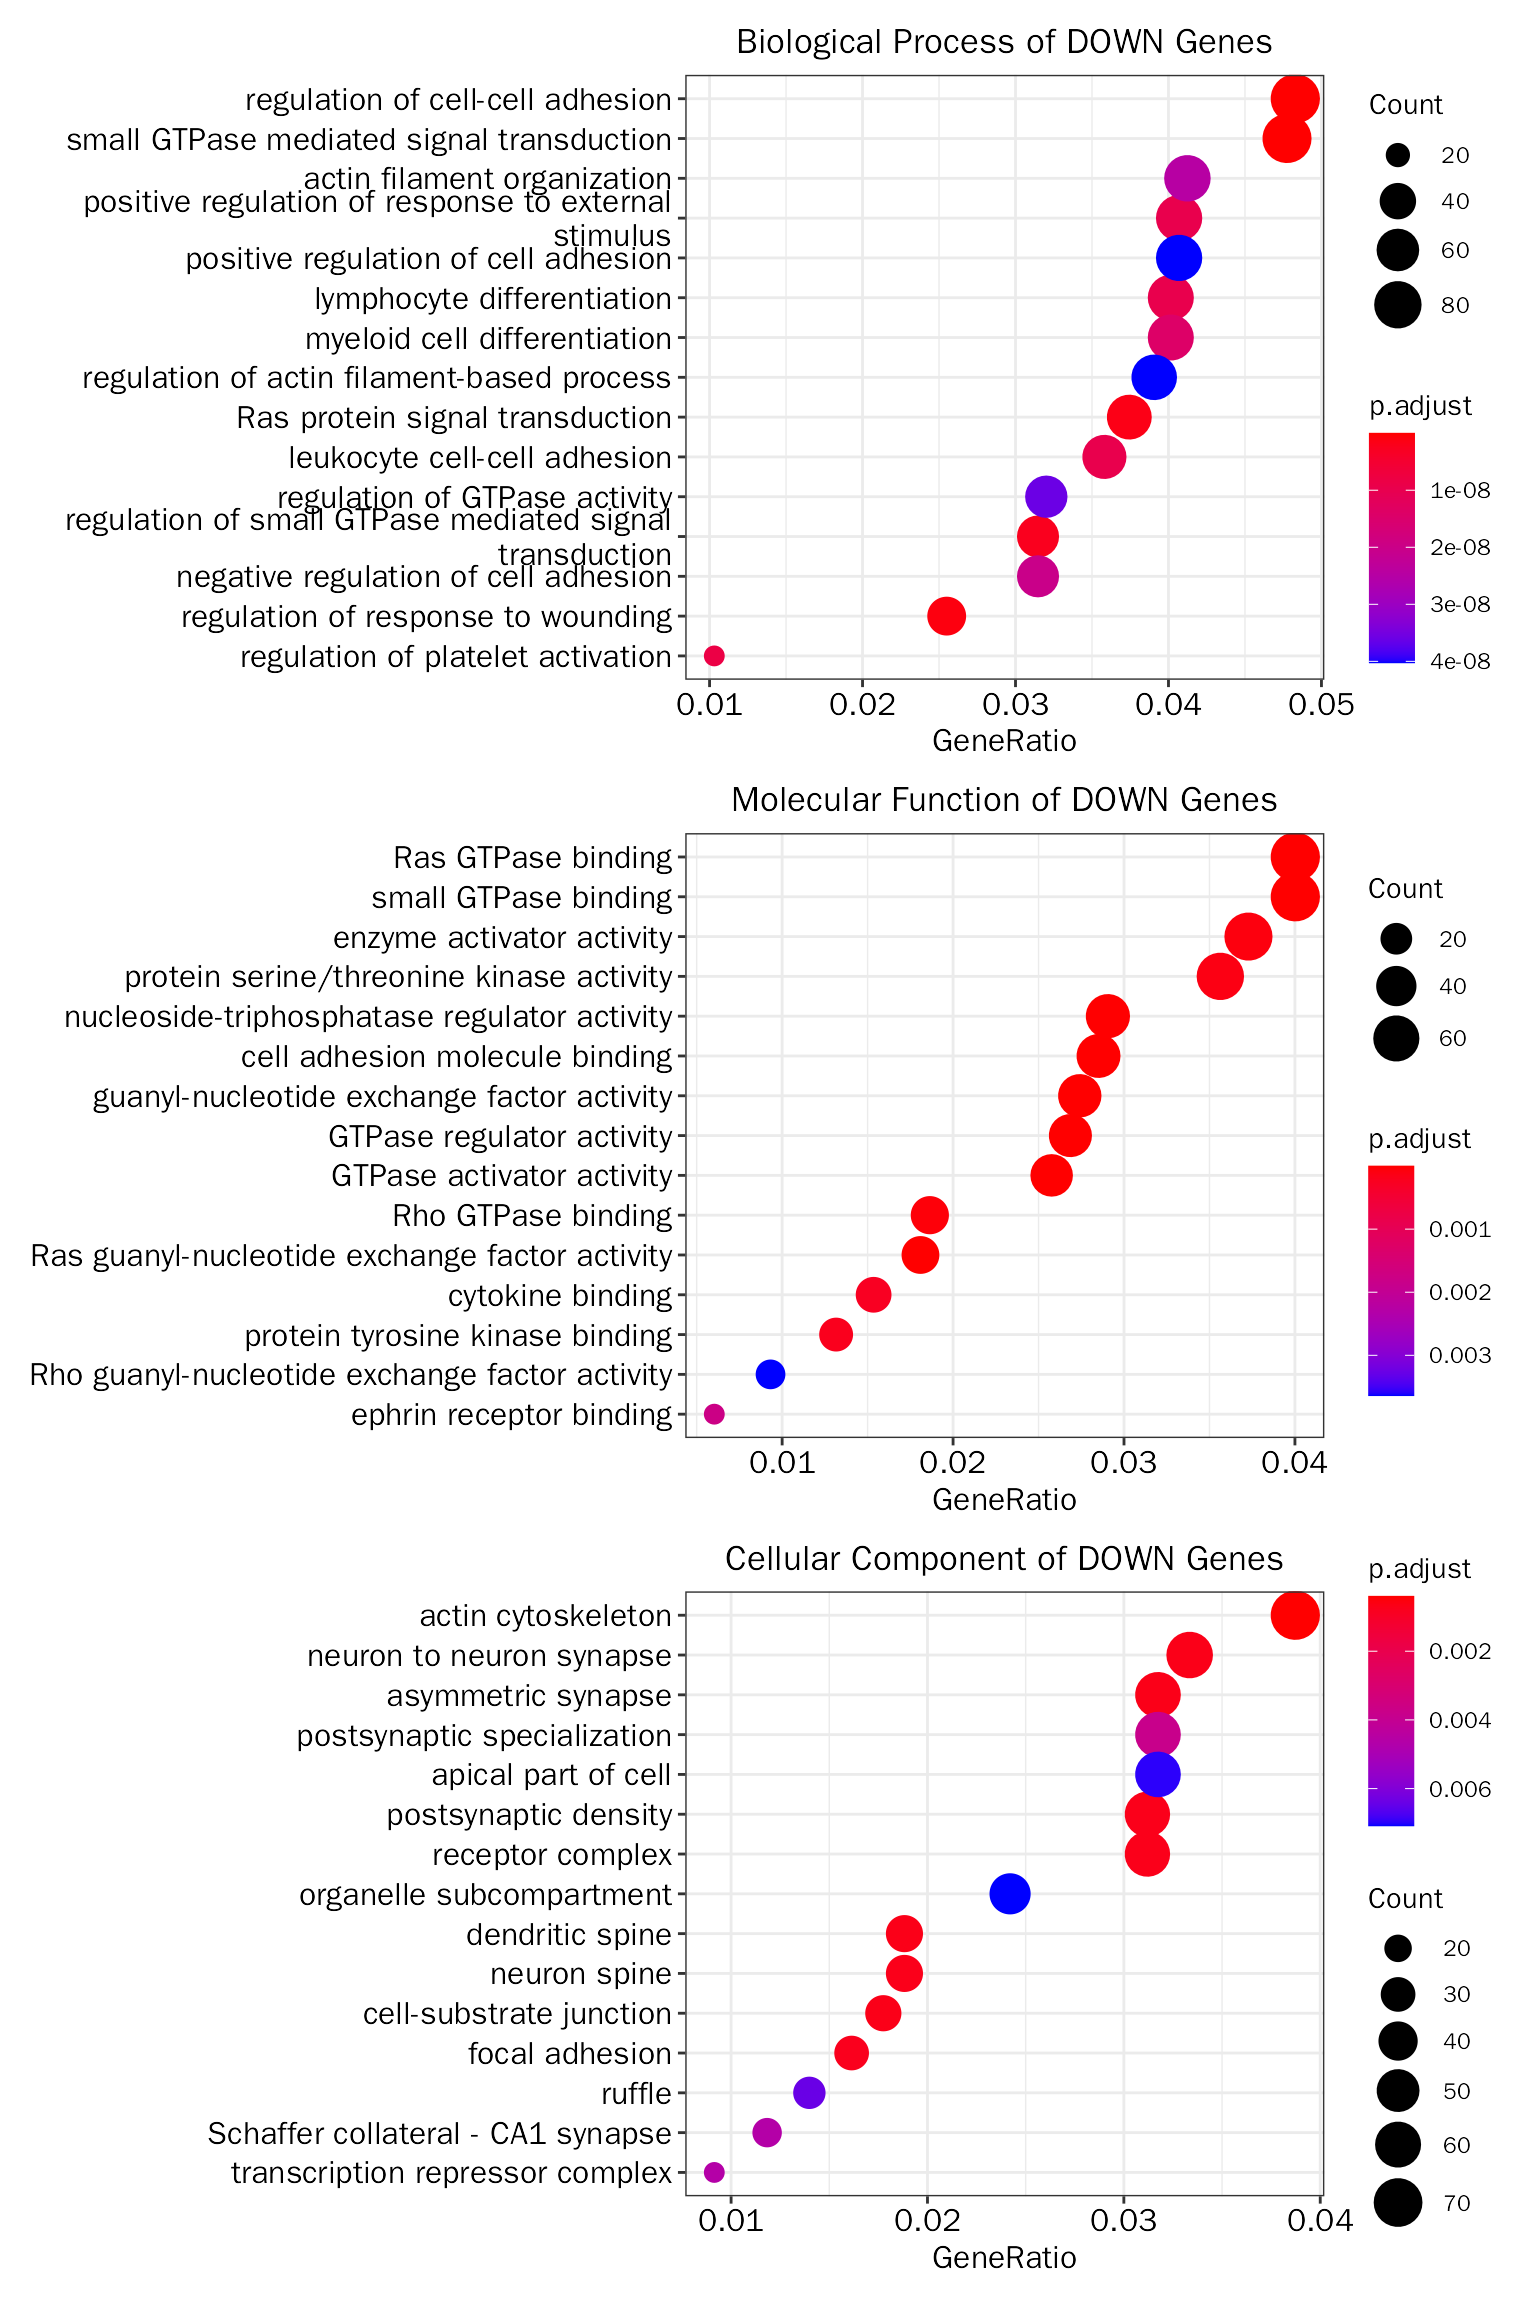 Biological Process of DOWN Genes
regulation of cell-cell adhesion
small GTPase mediated signal transduction
actin filament organization
positive regulation of response to external
stimulus
positive regulation of cell adhesion
lymphocyte differentiation
myeloid cell differentiation
regulation of actin filament-based process
Ras protein signal transduction
leukocyte cell-cell adhesion
regulation of GTPase activity
regulation of small GTPase mediated signal
transduction
negative regulation of cell adhesion
regulation of response to wounding
regulation of platelet activation
0.01 0.02 0.03 0.04 0.05
GeneRatio
Count
20
40
60
80
p.adjust
1e-08
2e-08
3e-08
4e-08
Molecular Function of DOWN Genes
Ras GTPase binding
small GTPase binding
enzyme activator activity
protein serine/threonine kinase activity
nucleoside-triphosphatase regulator activity
cell adhesion molecule binding
guanyl-nucleotide exchange factor activity
GTPase regulator activity
GTPase activator activity
Rho GTPase binding
Ras guanyl-nucleotide exchange factor activity
cytokine binding
protein tyrosine kinase binding
Rho guanyl-nucleotide exchange factor activity
ephrin receptor binding
0.01 0.02 0.03 0.04
GeneRatio
Count
20
40
60
p.adjust
0.001
0.002
0.003
Cellular Component of DOWN Genes
actin cytoskeleton
neuron to neuron synapse
asymmetric synapse
postsynaptic specialization
apical part of cell
postsynaptic density
receptor complex
organelle subcompartment
dendritic spine
neuron spine
cell-substrate junction
focal adhesion
ruffle
Schaffer collateral - CA1 synapse
transcription repressor complex
0.01 0.02 0.03 0.04
GeneRatio
p.adjust
0.002
0.004
0.006
Count
20
30
40
50
60
70